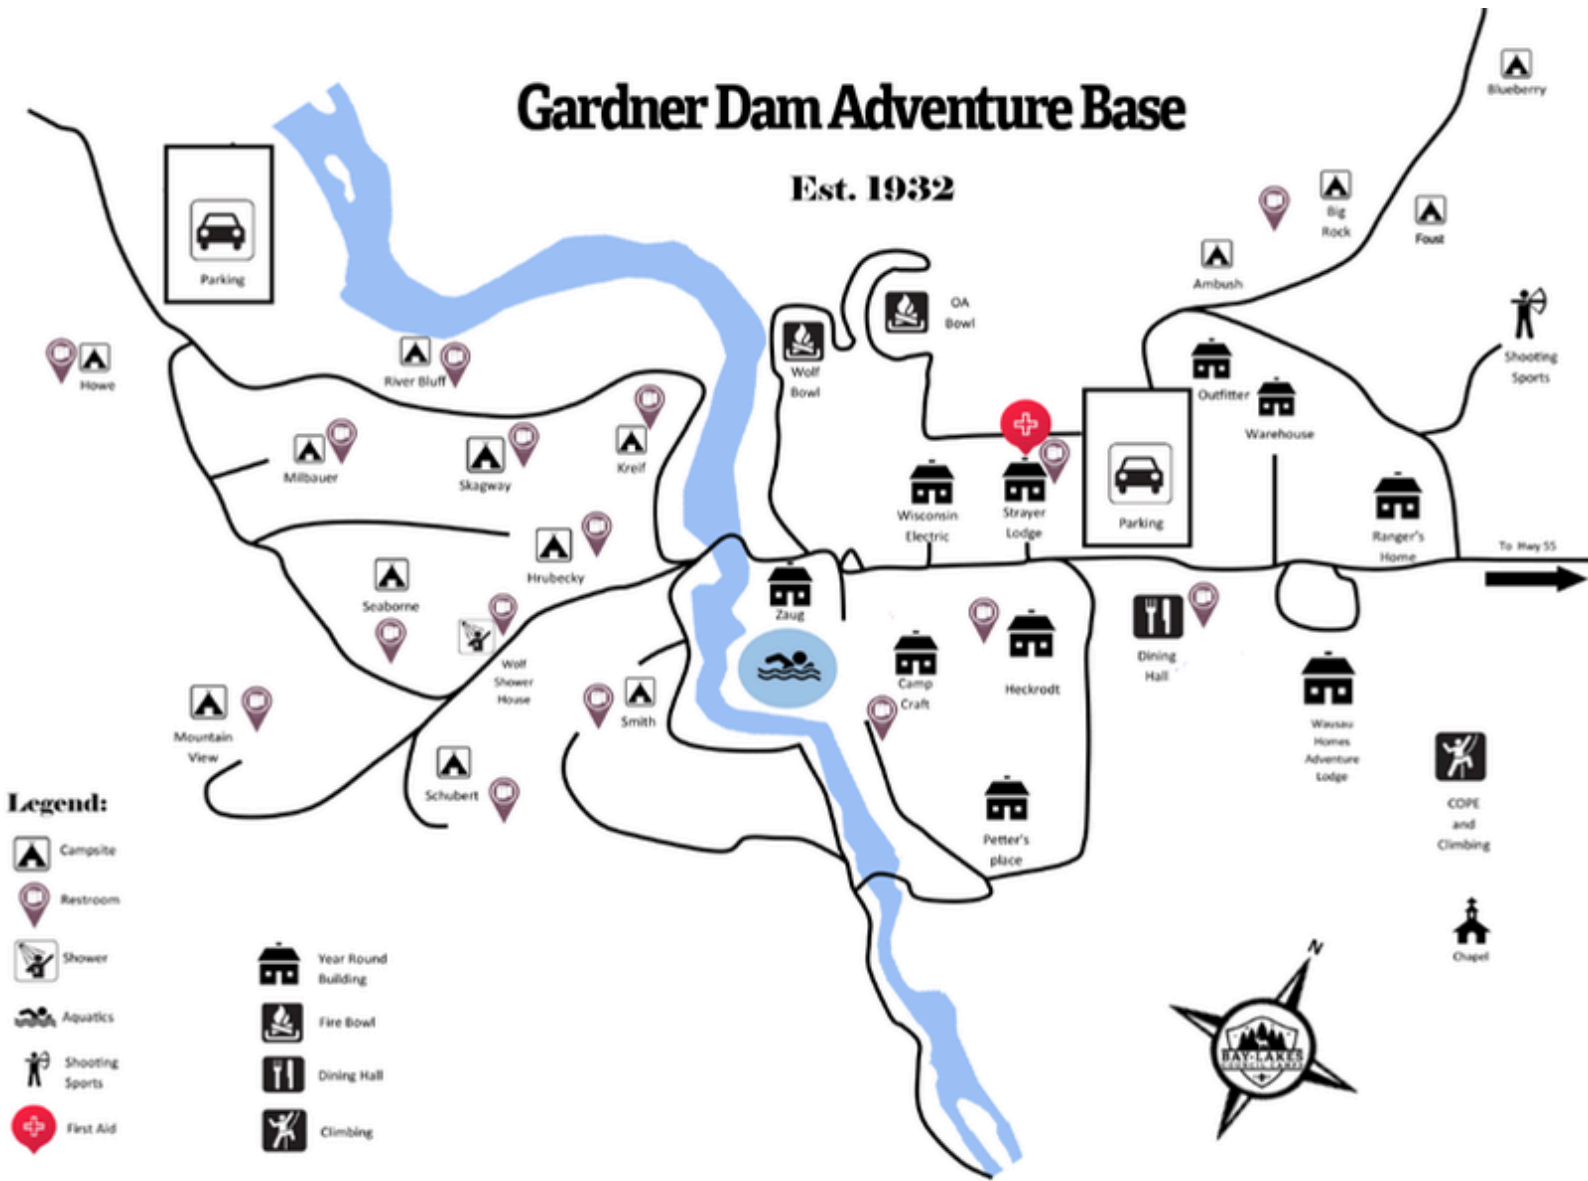 Gardner Dam Adventure Base
Est. 1932
Blueberry
Big
Rock
Foust
Ambush
Parking
OA
Bowl
Wolf
Bowl
Shooting
Sports
Howe
River Bluff
Outfitter
Warehouse
Milbauer
Skagway
Kreif
Wisconsin
Electric
Strayer
Lodge
Parking
Ranger's
Home
To Hwy 55
Hrubecky
Seaborne
Zaug
Wolf
Shower
House
Smith
Camp
Craft
Heckrodt
Dining
Hall
Mountain
View
Wausau
Homes
Adventure
Lodge
Schubert
Petter's
place
COPE
and
Climbing
Chapel
Legend:
Campsite
Restroom
Shower
Aquatics
Shooting
Sports
First Aid
Year Round
Building
Fire Bowl
Dining Hall
Climbing
N
BAY-LAKES
COUNCIL CAMPS